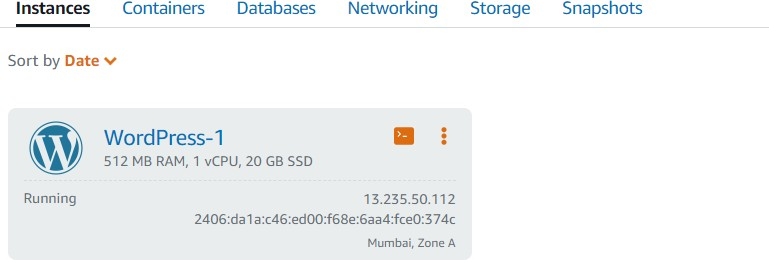 Instances Containers Databases Networking Storage Snapshots
Sort by Date
WordPress-1
512 MB RAM, 1 vCPU, 20 GB SSD
Running 13.235.50.112
2406:da1a:c46:ed00:f68e:6aa4:fce0:374c
Mumbai, Zone A